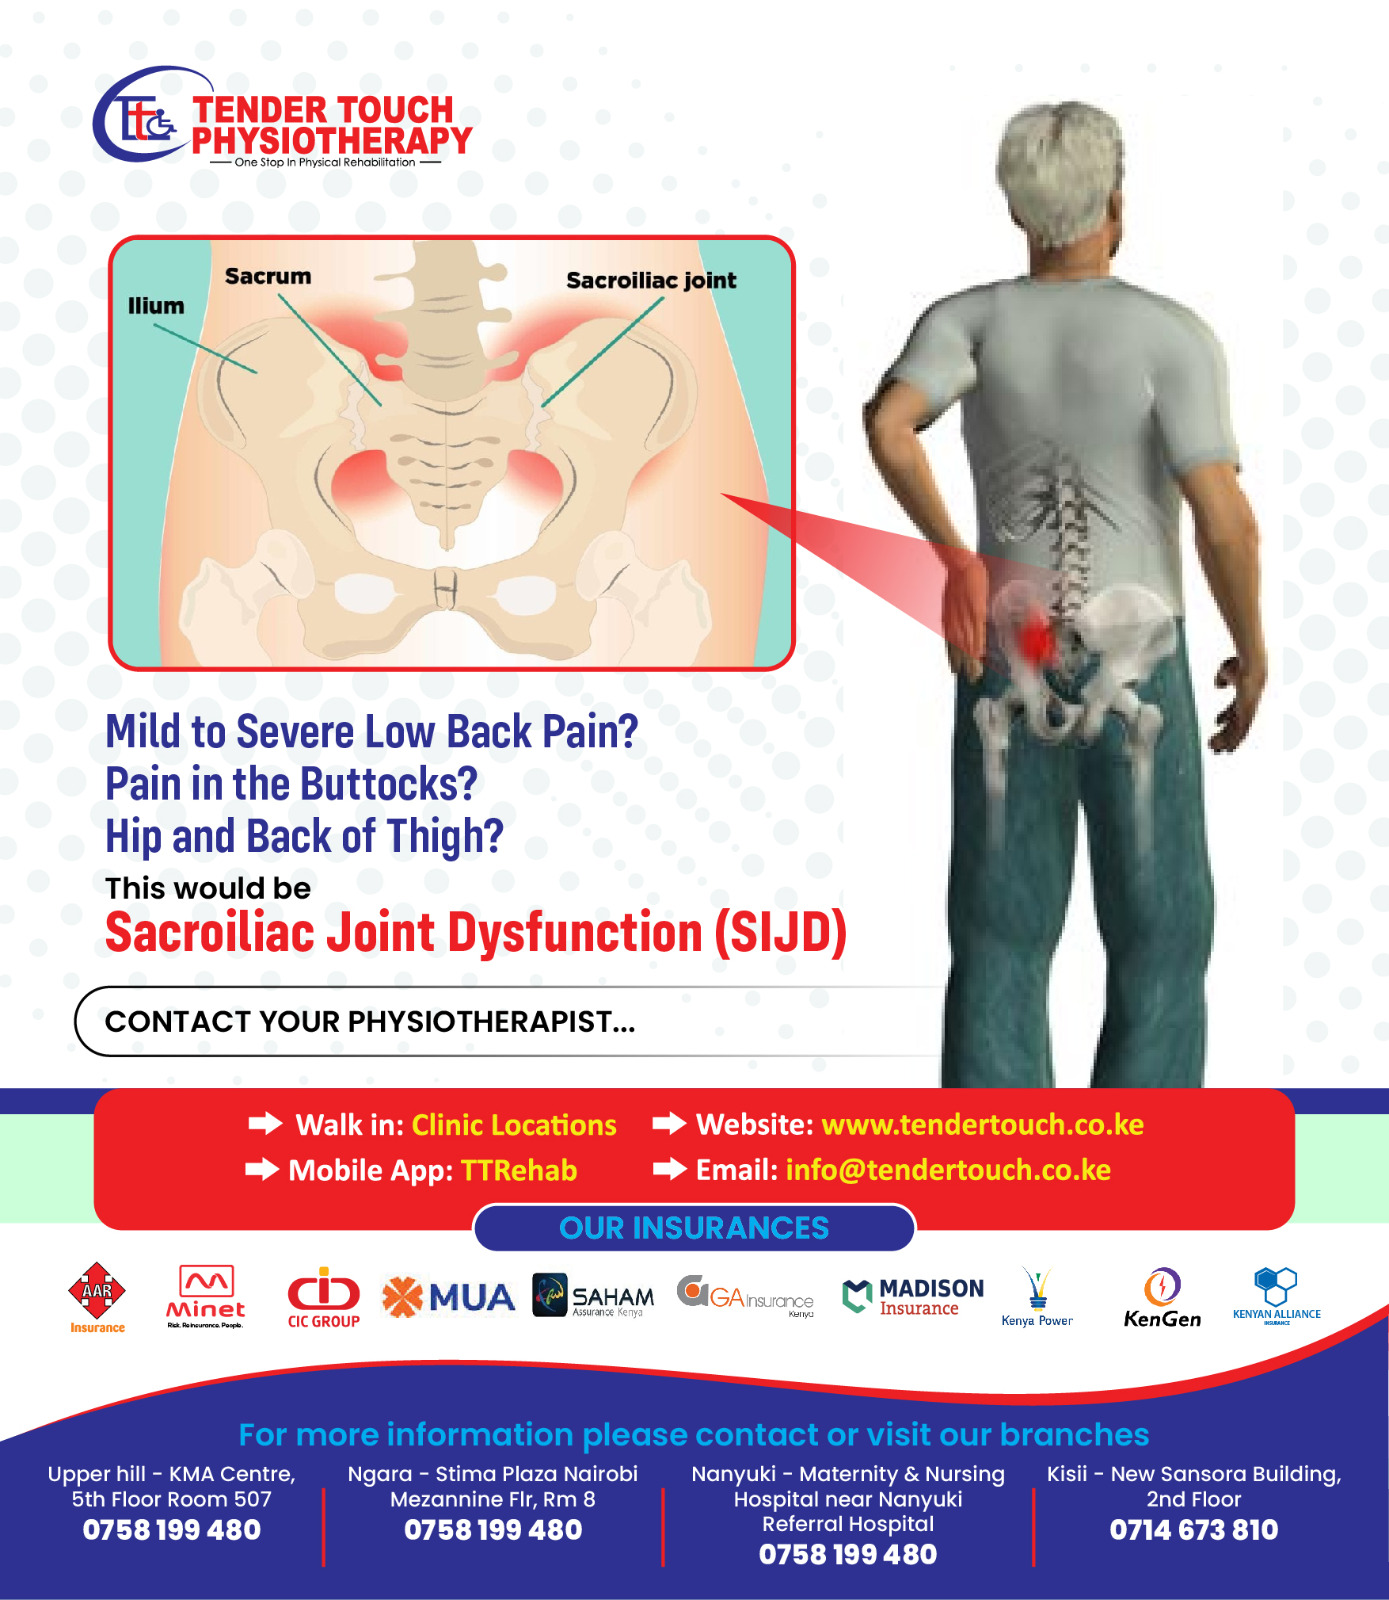 TENDER TOUCH
PHYSIOTHERAPY
One Stop In Physical Rehabilitation
Ilium
Sacrum
Sacroiliac joint
Mild to Severe Low Back Pain?
Pain in the Buttocks?
Hip and Back of Thigh?
This would be
Sacroiliac Joint Dysfunction (SIJD)
CONTACT YOUR PHYSIOTHERAPIST...
Walk in: Clinic Locations
Website: www.tendertouch.co.ke
Mobile App: TTRehab
Email: info@tendertouch.co.ke
OUR INSURANCES
AAR
Insurance
Minet
Risk. Reinsurance. People.
CIC GROUP
MUA
SAHAM
Assurance Kenya
GA Insurance
Kenya
MADISON
Insurance
Kenya Power
KenGen
KENYAN ALLIANCE
INSURANCE
For more information please contact or visit our branches
Upper hill - KMA Centre,
5th Floor Room 507
0758 199 480
Ngara - Stima Plaza Nairobi
Mezannine Flr, Rm 8
0758 199 480
Nanyuki - Maternity & Nursing
Hospital near Nanyuki
Referral Hospital
0758 199 480
Kisii - New Sansora Building,
2nd Floor
0714 673 810